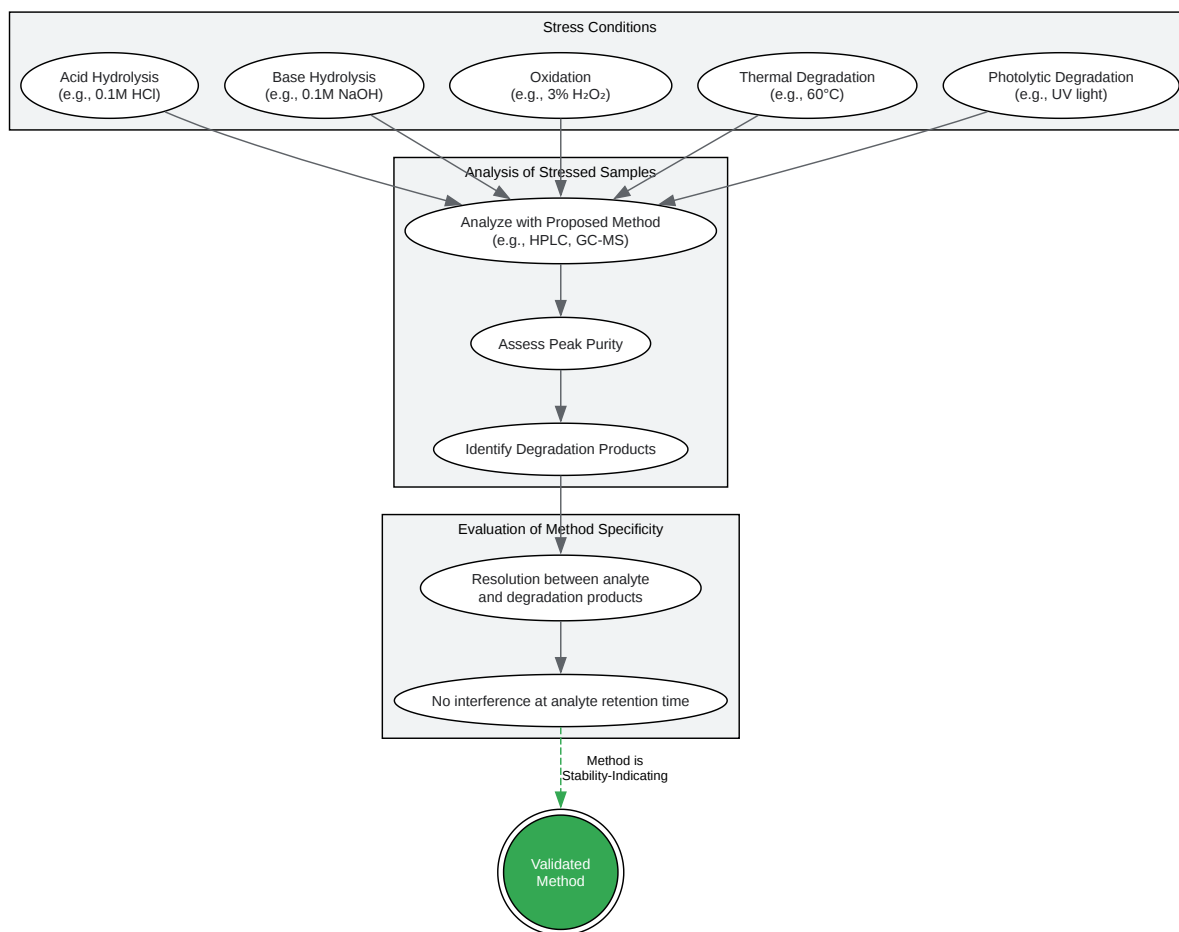 Stress Conditions
Acid Hydrolysis
(e.g., 0.1M HCl)
Base Hydrolysis
(e.g., 0.1M NaOH)
Oxidation
(e.g., 3% H₂O₂)
Thermal Degradation
(e.g., 60°C)
Photolytic Degradation
(e.g., UV light)
Analysis of Stressed Samples
Analyze with Proposed Method
(e.g., HPLC, GC-MS)
Assess Peak Purity
Identify Degradation Products
Evaluation of Method Specificity
Resolution between analyte
and degradation products
No interference at analyte retention time
Method is
Stability-Indicating
Validated
Method